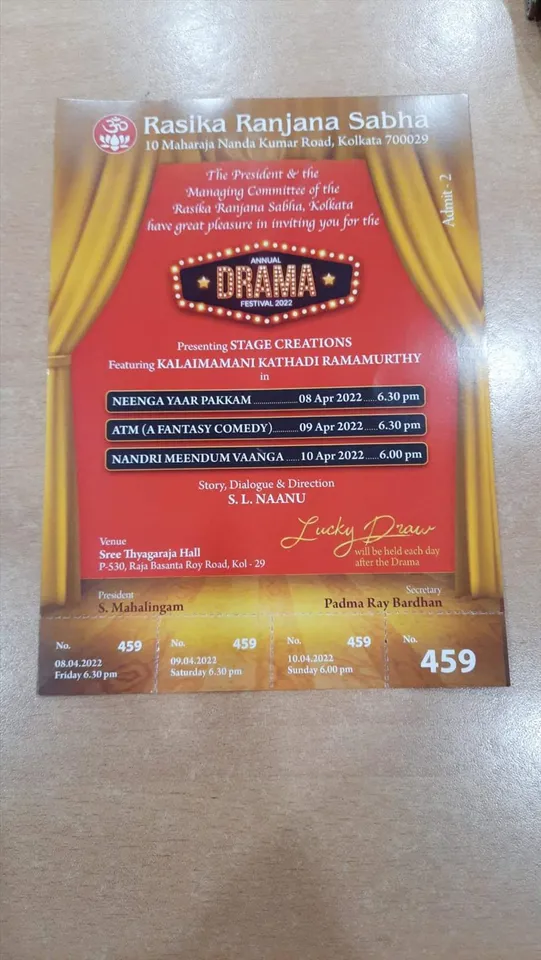 Rasika Ranjana Sabha
10 Maharaja Nanda Kumar Road, Kolkata 700029
Admit - 2
The President & the
Managing Committee of the
Rasika Ranjana Sabha, Kolkata
have great pleasure in inviting you for the
ANNUAL
DRAMA
FESTIVAL 2022
Presenting STAGE CREATIONS
Featuring KALAIMAMANI KATHADI RAMAMURTHY
in
NEENGA YAAR PAKKAM ................ 08 Apr 2022 ..... 6.30 pm
ATM (A FANTASY COMEDY) ......... 09 Apr 2022 ..... 6.30 pm
NANDRI MEENDUM VAANGA ..... 10 Apr 2022 ..... 6.00 pm
Story, Dialogue & Direction
S. L. NAANU
Lucky Draw
will be held each day
after the Drama
Venue
Sree Thyagaraja Hall
P-530, Raja Basanta Roy Road, Kol - 29
President
S. Mahalingam
Secretary
Padma Ray Bardhan
No. 459
08.04.2022
Friday 6.30 pm
No. 459
09.04.2022
Saturday 6.30 pm
No. 459
10.04.2022
Sunday 6.00 pm
No.
459